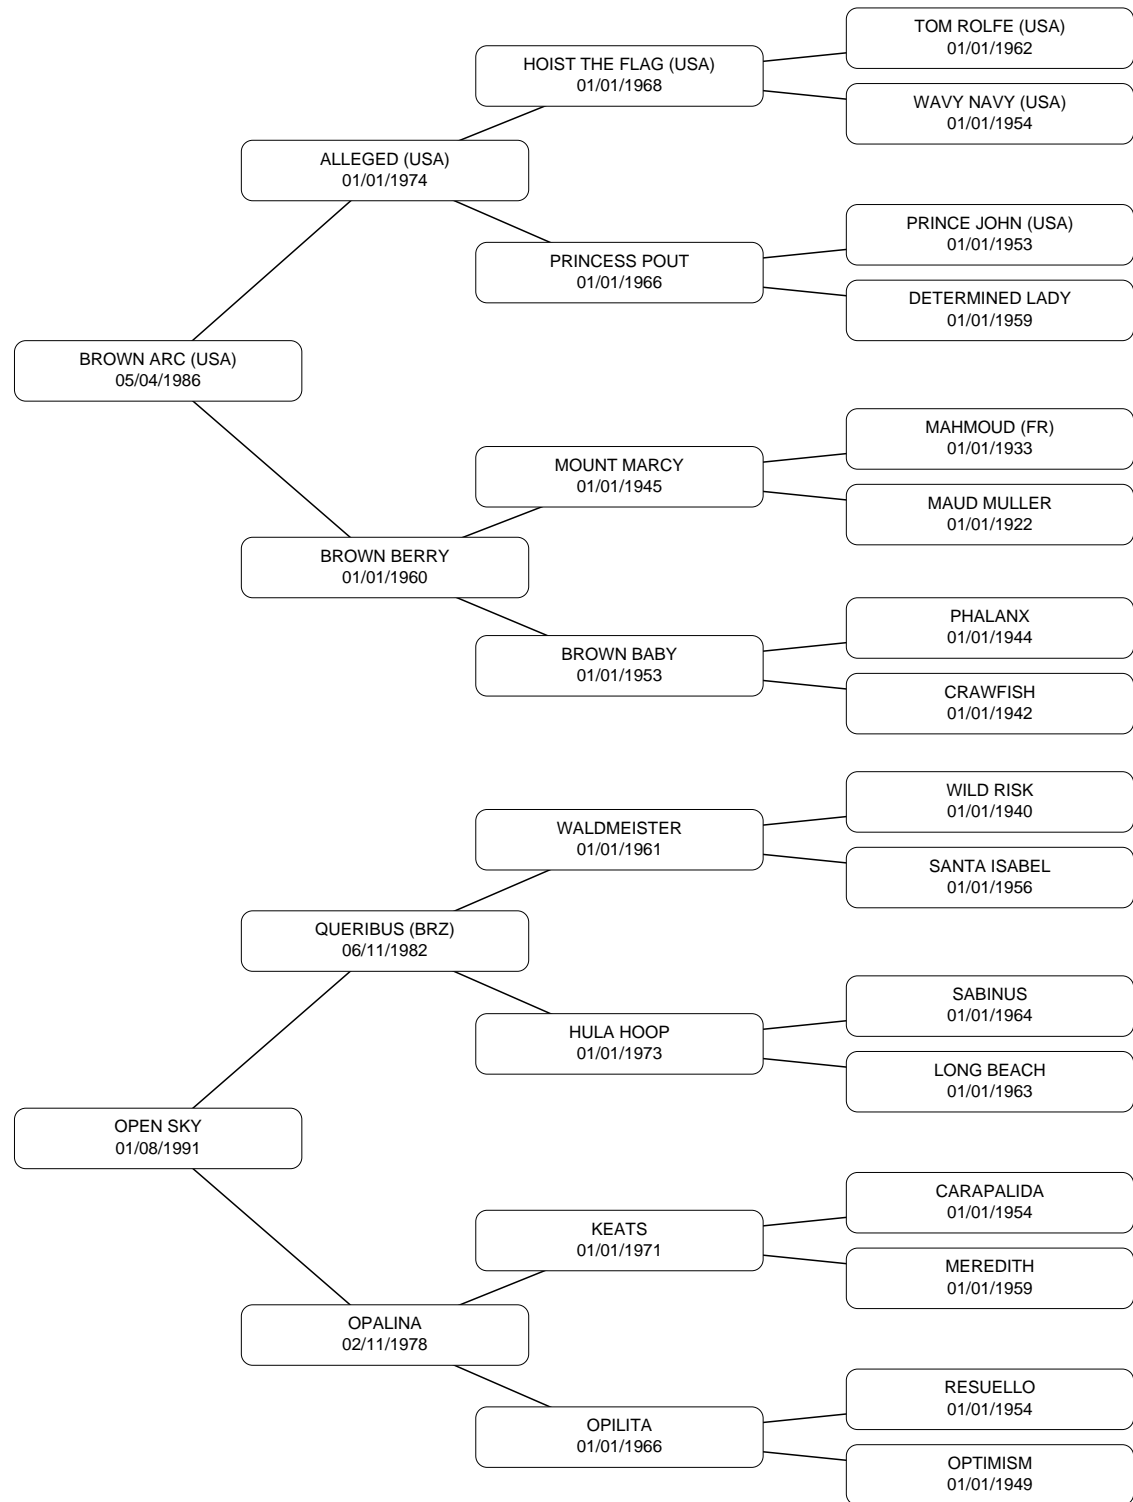 TOM ROLFE (USA)
01/01/1962
HOIST THE FLAG (USA)
01/01/1968
WAVY NAVY (USA)
01/01/1954
ALLEGED (USA)
01/01/1974
PRINCE JOHN (USA)
01/01/1953
PRINCESS POUT
01/01/1966
DETERMINED LADY
01/01/1959
BROWN ARC (USA)
05/04/1986
MAHMOUD (FR)
01/01/1933
MOUNT MARCY
01/01/1945
MAUD MULLER
01/01/1922
BROWN BERRY
01/01/1960
PHALANX
01/01/1944
BROWN BABY
01/01/1953
CRAWFISH
01/01/1942
WILD RISK
01/01/1940
WALDMEISTER
01/01/1961
SANTA ISABEL
01/01/1956
QUERIBUS (BRZ)
06/11/1982
SABINUS
01/01/1964
HULA HOOP
01/01/1973
LONG BEACH
01/01/1963
OPEN SKY
01/08/1991
CARAPALIDA
01/01/1954
KEATS
01/01/1971
MEREDITH
01/01/1959
OPALINA
02/11/1978
RESUELLO
01/01/1954
OPILITA
01/01/1966
OPTIMISM
01/01/1949